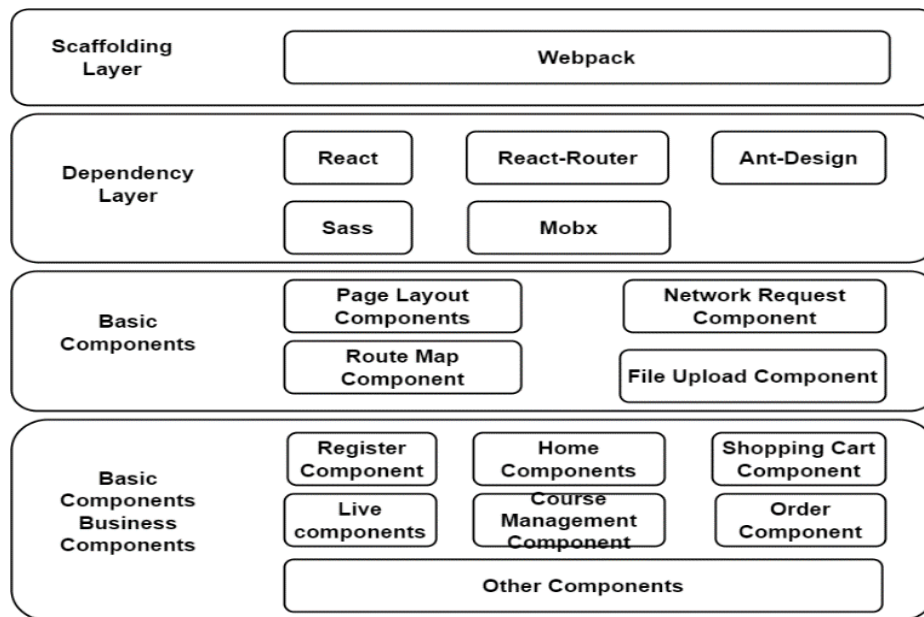 Scaffolding
Layer
Webpack
Dependency
Layer
React
React-Router
Ant-Design
Sass
Mobx
Basic
Components
Page Layout
Components
Network Request
Component
Route Map
Component
File Upload Component
Basic
Components
Business
Components
Register
Component
Home
Components
Shopping Cart
Component
Live
components
Course
Management
Component
Order
Component
Other Components